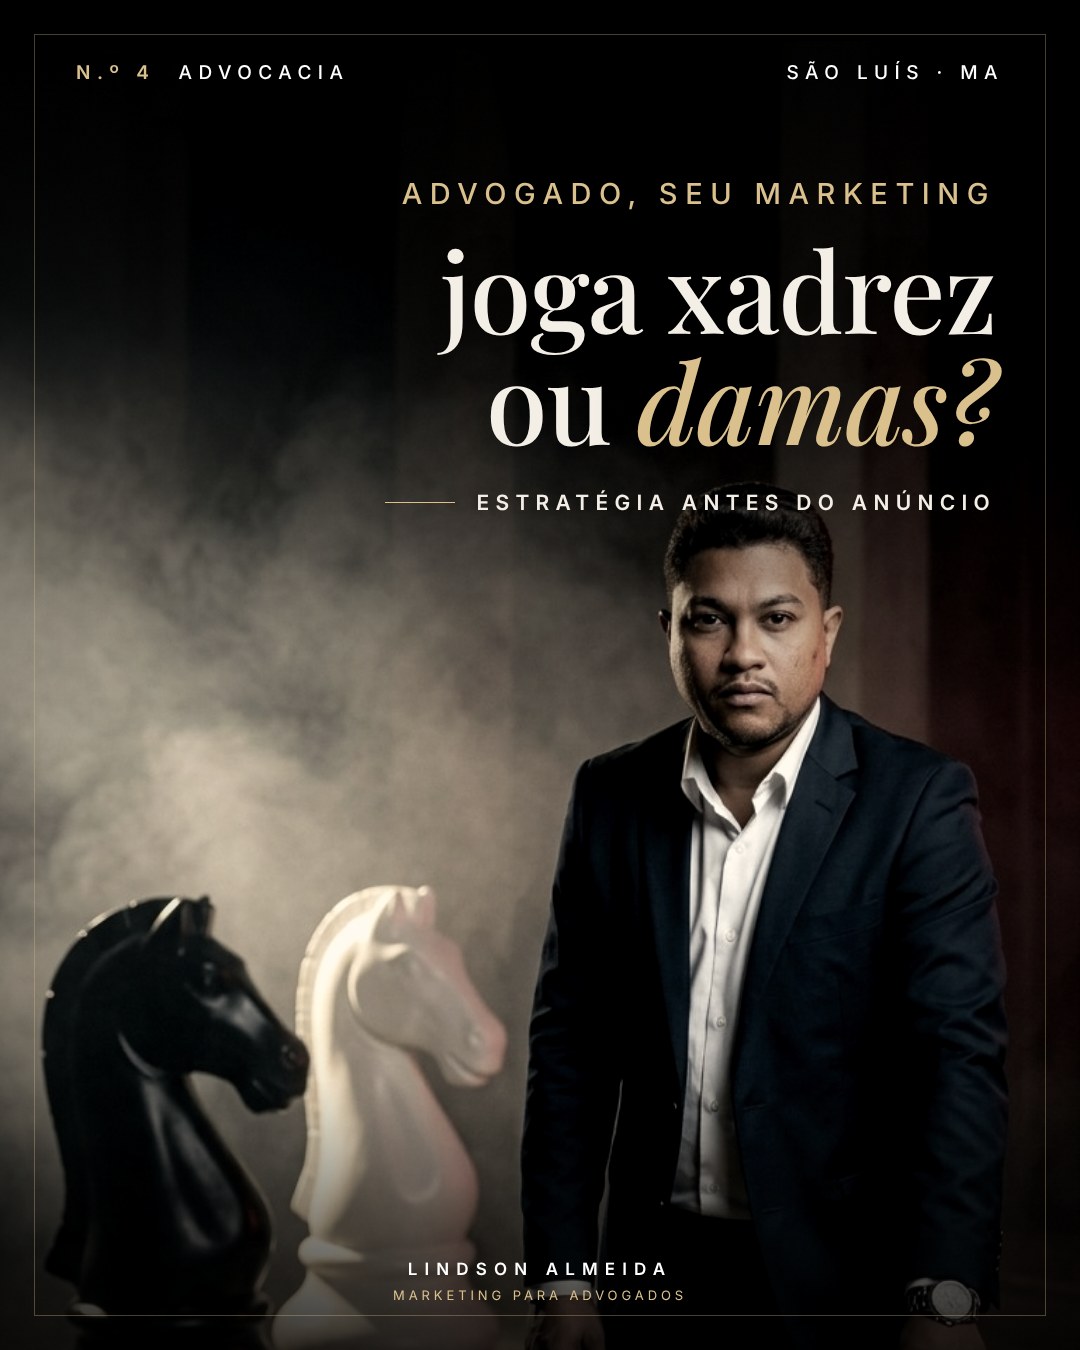 N.º 4 ADVOCACIA
SÃO LUÍS · MA
ADVOGADO, SEU MARKETING
joga xadrez
ou damas?
ESTRATÉGIA ANTES DO ANÚNCIO
LINDSON ALMEIDA
MARKETING PARA ADVOGADOS